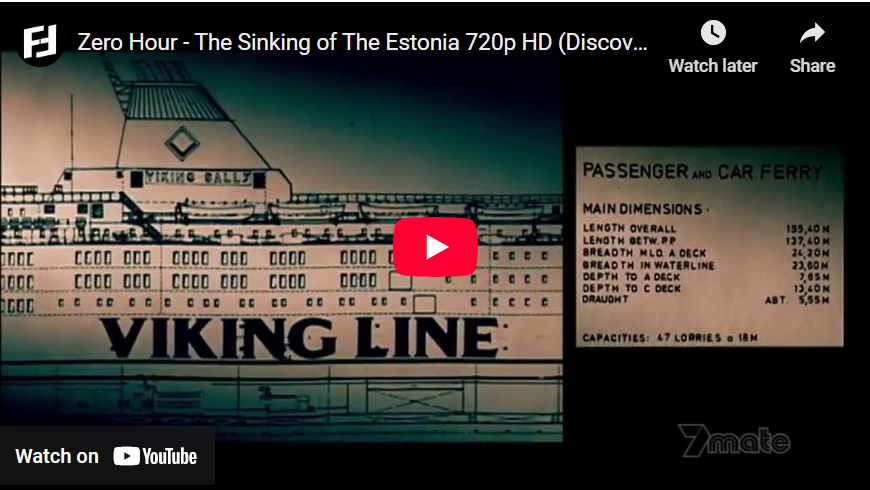 Zero Hour - The Sinking of The Estonia 720p HD (Discov...
Watch later
Share
VIKING SALLY
VIKING LINE
PASSENGER AND CAR FERRY
MAIN DIMENSIONS·
LENGTH OVERALL 155,40 M
LENGTH BETW. P.P 137,40 M
BREADTH MLD. A DECK 24,20 M
BREADTH IN WATERLINE 23,60 M
DEPTH TO A DECK 7,65 M
DEPTH TO C DECK 13,40 M
DRAUGHT ABT. 5,55 M
CAPACITIES: 47 LORRIES a 18 M
7mate
Watch on YouTube